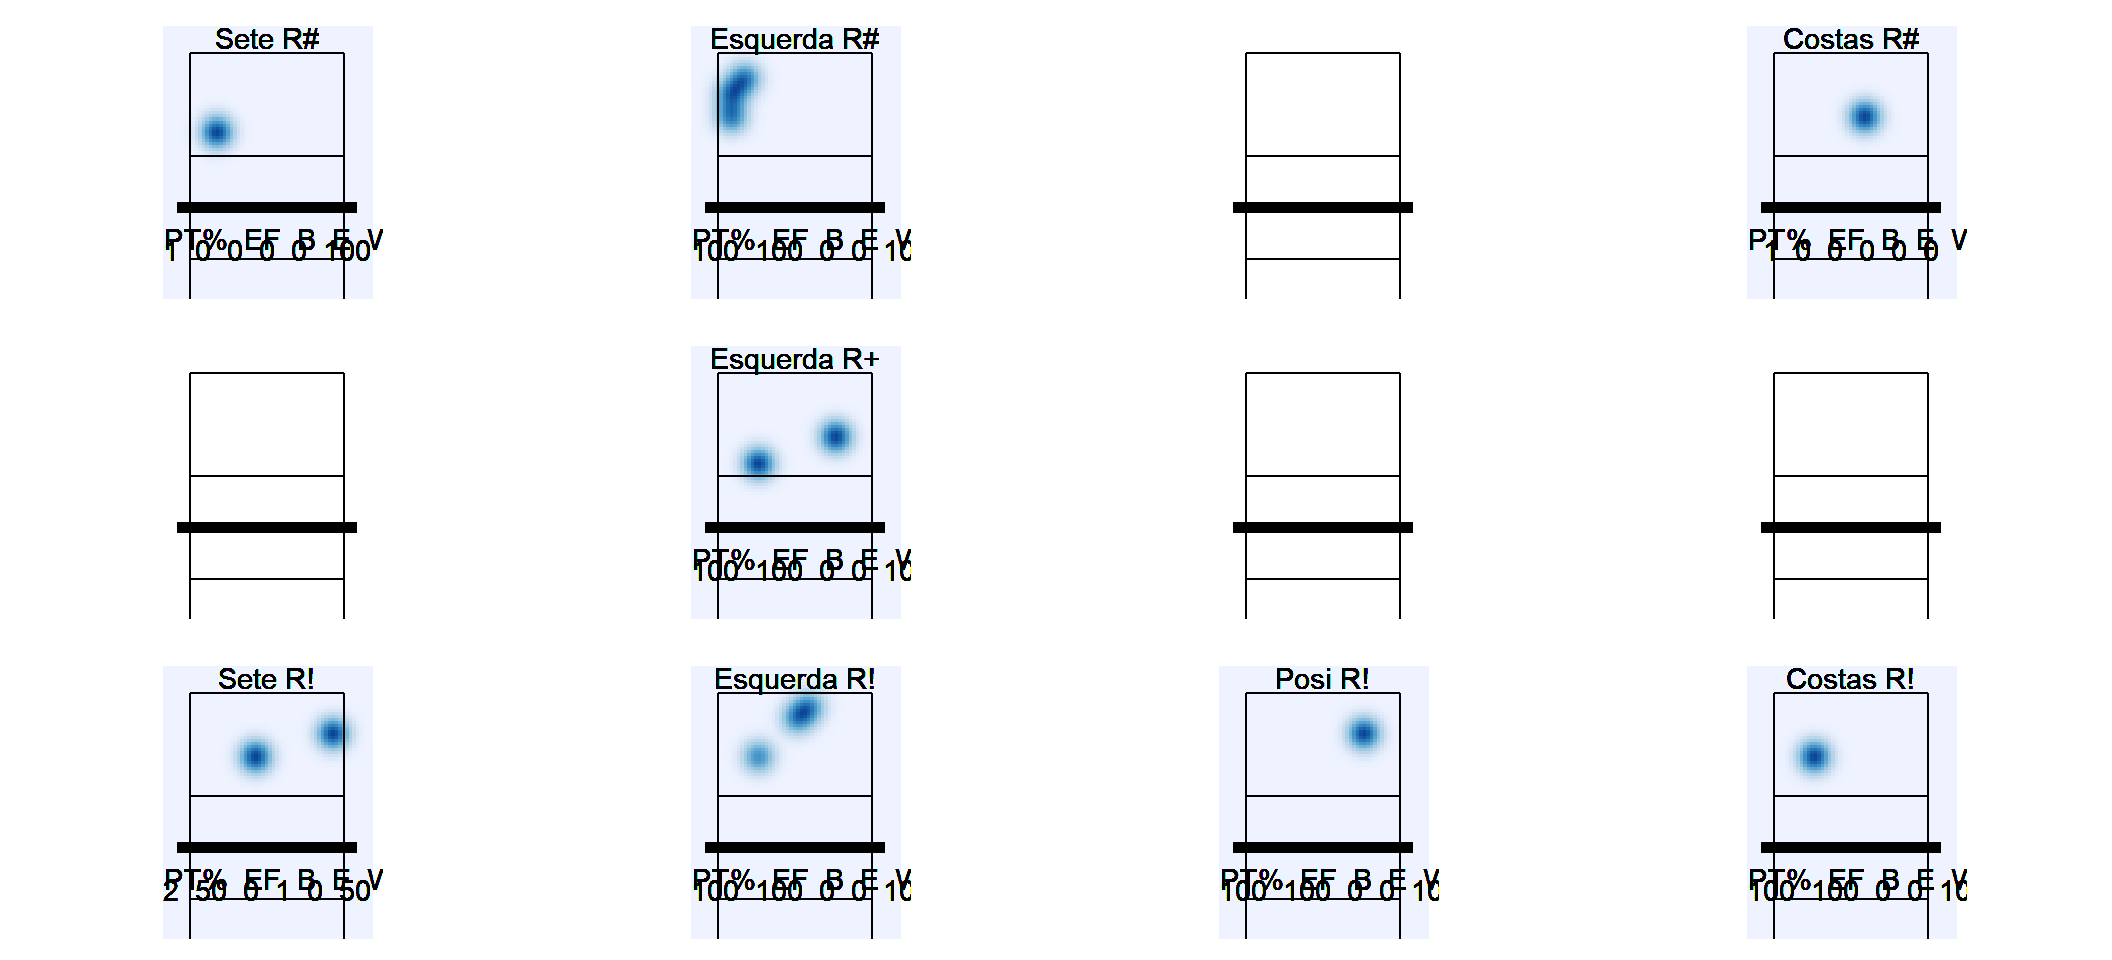 Sete R#
Esquerda R#
Costas R#
PT% EF B E V
1 0 0 0 0 100
PT% EF B E V
100 100 0 0 10
PT% EF B E V
1 0 0 0 0 0
Esquerda R+
PT% EF B E V
100 100 0 0 10
Sete R!
Esquerda R!
Posi R!
Costas R!
PT% EF B E V
2 50 0 1 0 50
PT% EF B E V
100 100 0 0 10
PT% EF B E V
100 100 0 0 10
PT% EF B E V
100 100 0 0 10